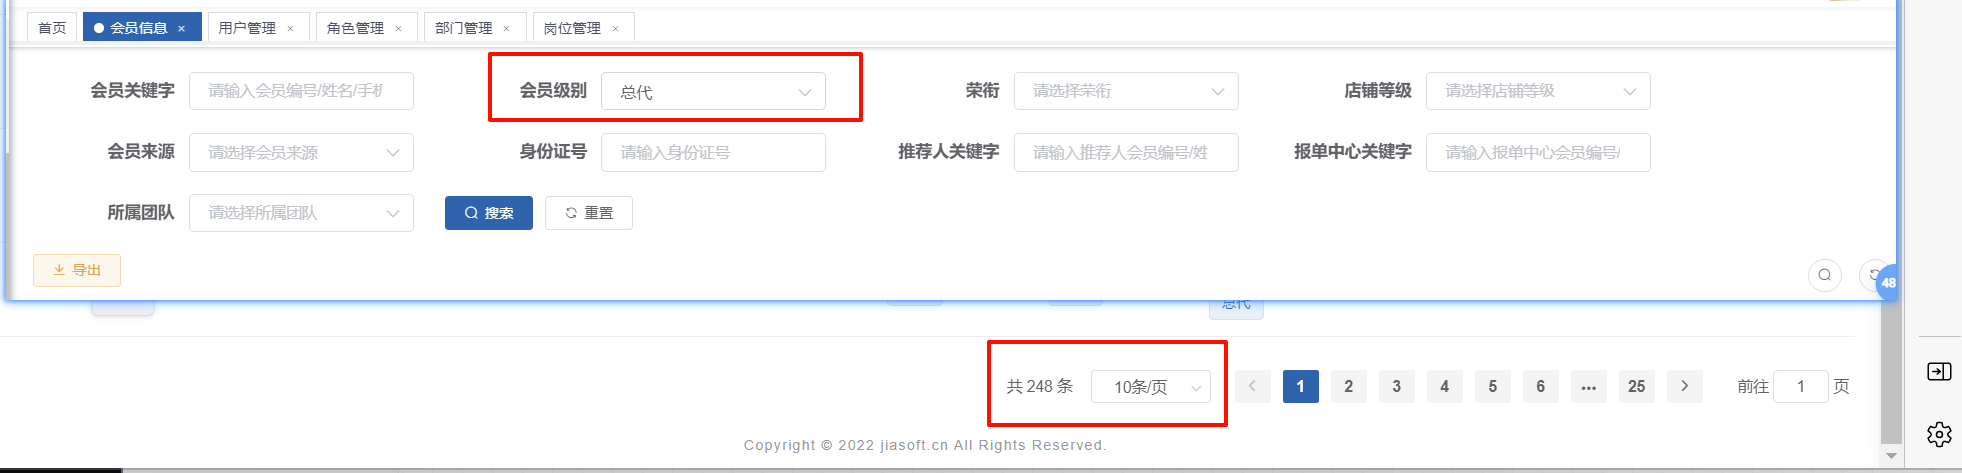 首页 会员信息 × 用户管理 × 角色管理 × 部门管理 × 岗位管理 ×
会员关键字 请输入会员编号/姓名/手机 会员级别 总代 荣衔 请选择荣衔 店铺等级 请选择店铺等级
会员来源 请选择会员来源 身份证号 请输入身份证号 推荐人关键字 请输入推荐人会员编号/姓 报单中心关键字 请输入报单中心会员编号/
所属团队 请选择所属团队 搜索 重置
导出
48
总代
共 248 条 10条/页 1 2 3 4 5 6 ••• 25 前往 1 页
Copyright © 2022 jiasoft.cn All Rights Reserved.